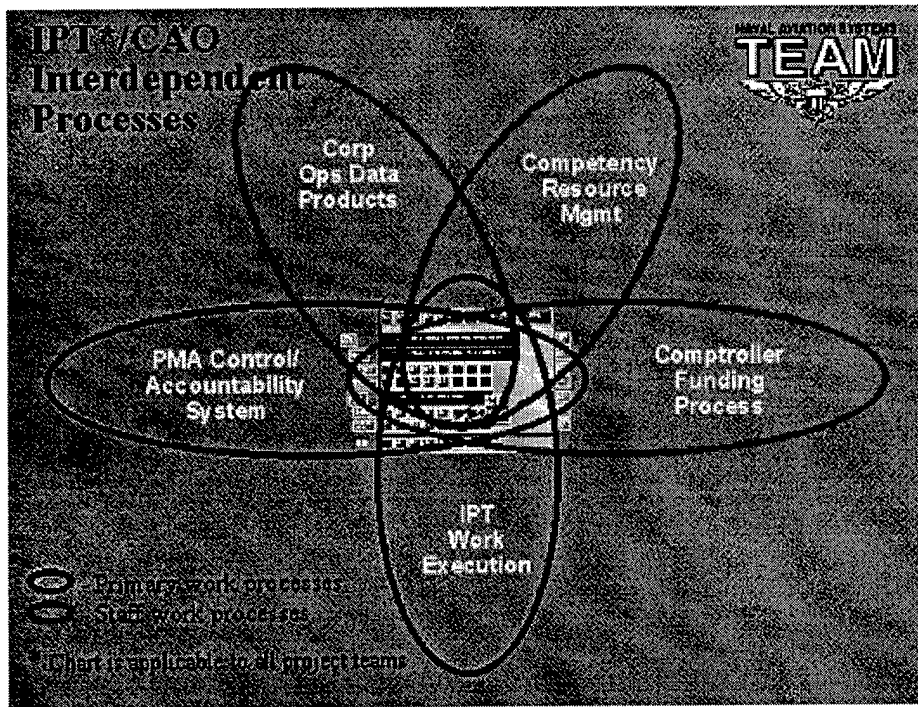 IPT*/CAO
Interdependent
Processes
NAVAL AVIATION SYSTEMS
TEAM
Corp
Ops Data
Products
Competency
Resource
Mgmt
PMA Control/
Accountability
System
Comptroller
Funding
Process
IPT
Work
Execution
- Primary work processes
- Staff work processes
* Chart is applicable to all project teams